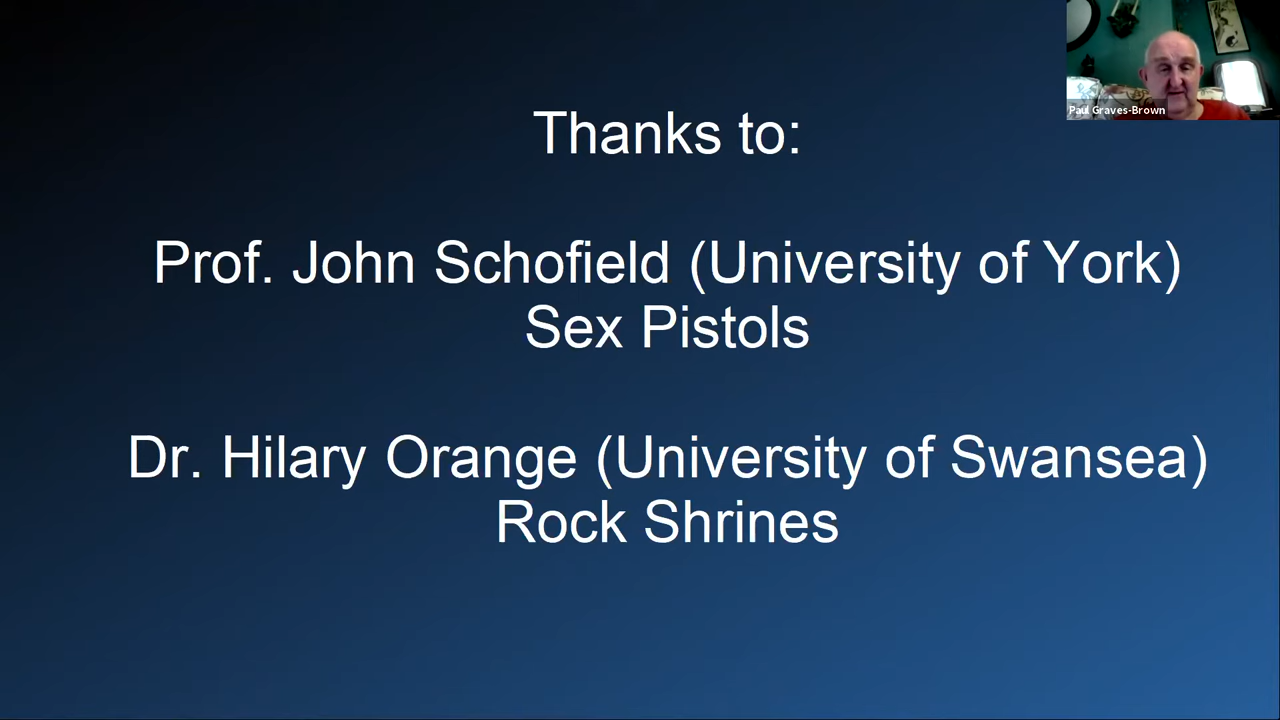 Paul Graves-Brown
Thanks to:
Prof. John Schofield (University of York)
Sex Pistols
Dr. Hilary Orange (University of Swansea)
Rock Shrines